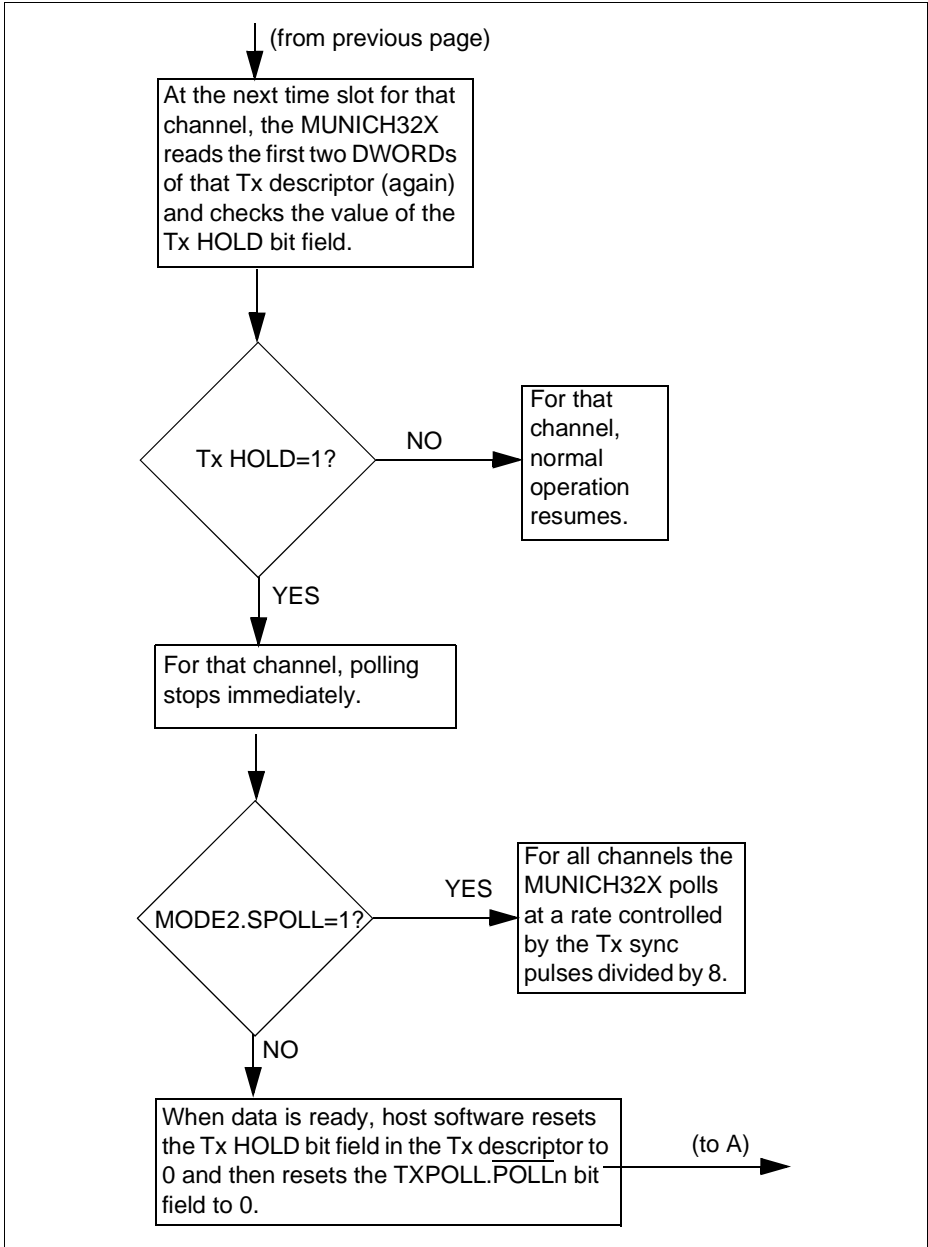 (from previous page)
At the next time slot for that
channel, the MUNICH32X
reads the first two DWORDs
of that Tx descriptor (again)
and checks the value of the
Tx HOLD bit field.
Tx HOLD=1?
NO
For that
channel,
normal
operation
resumes.
YES
For that channel, polling
stops immediately.
MODE2.SPOLL=1?
YES
For all channels the
MUNICH32X polls
at a rate controlled
by the Tx sync
pulses divided by 8.
NO
When data is ready, host software resets
the Tx HOLD bit field in the Tx descriptor to
0 and then resets the TXPOLL.P̅O̅L̅L̅n bit
field to 0.
(to A)